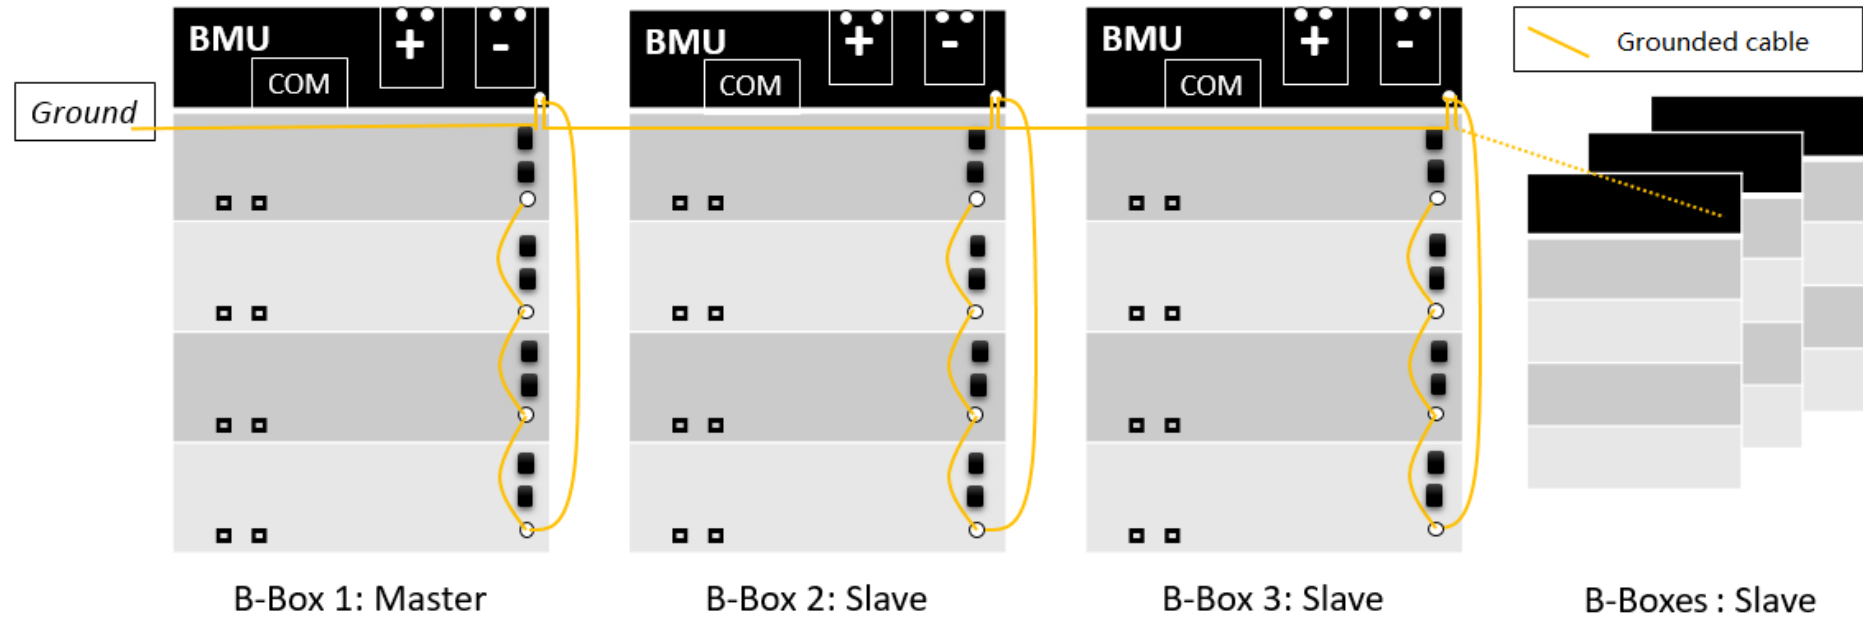 BMU + -
COM
BMU + -
COM
BMU + -
COM
Grounded cable
Ground
B-Box 1: Master
B-Box 2: Slave
B-Box 3: Slave
B-Boxes : Slave